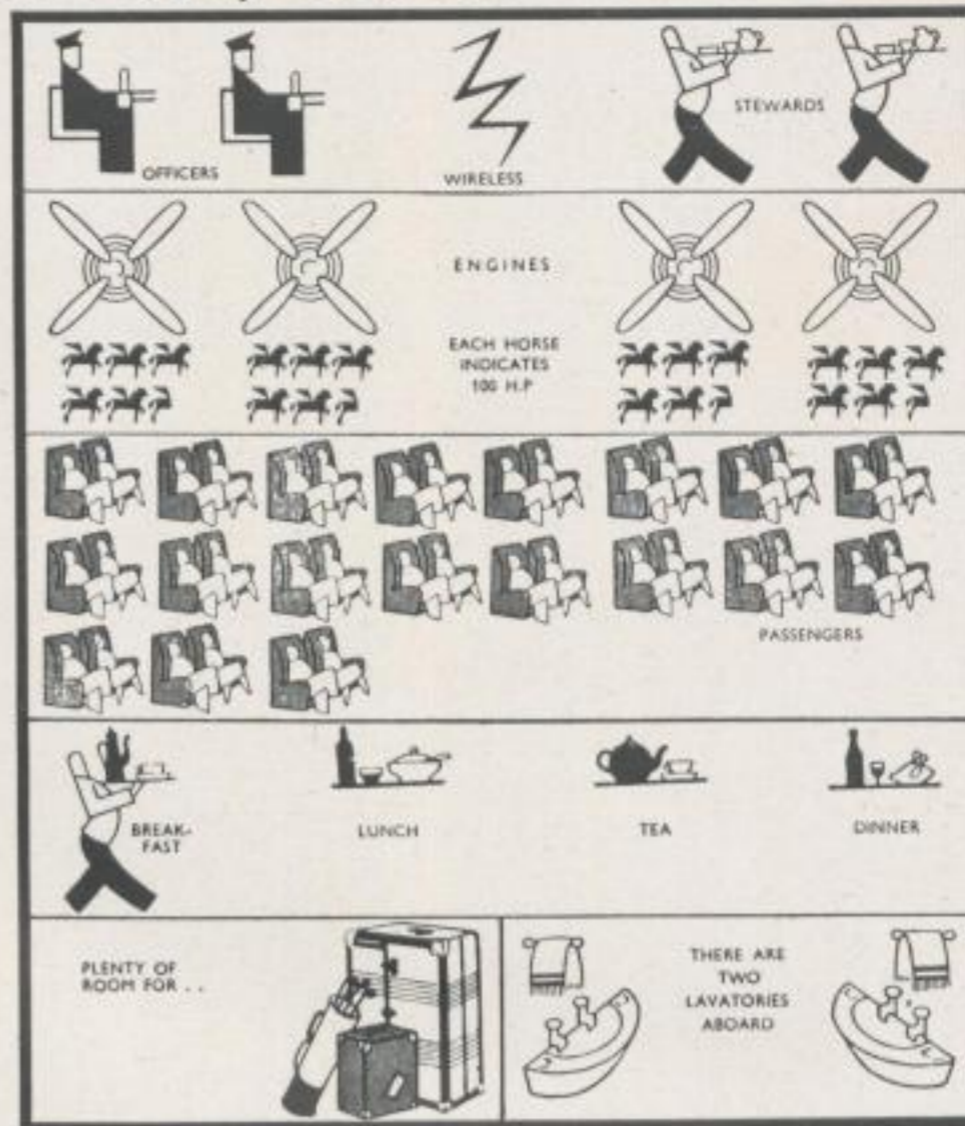 OFFICERS
WIRELESS
STEWARDS
ENGINES
EACH HORSE
INDICATES
100 H.P
PASSENGERS
BREAK-
FAST
LUNCH
TEA
DINNER
PLENTY OF
ROOM FOR . .
THERE ARE
TWO
LAVATORIES
ABOARD